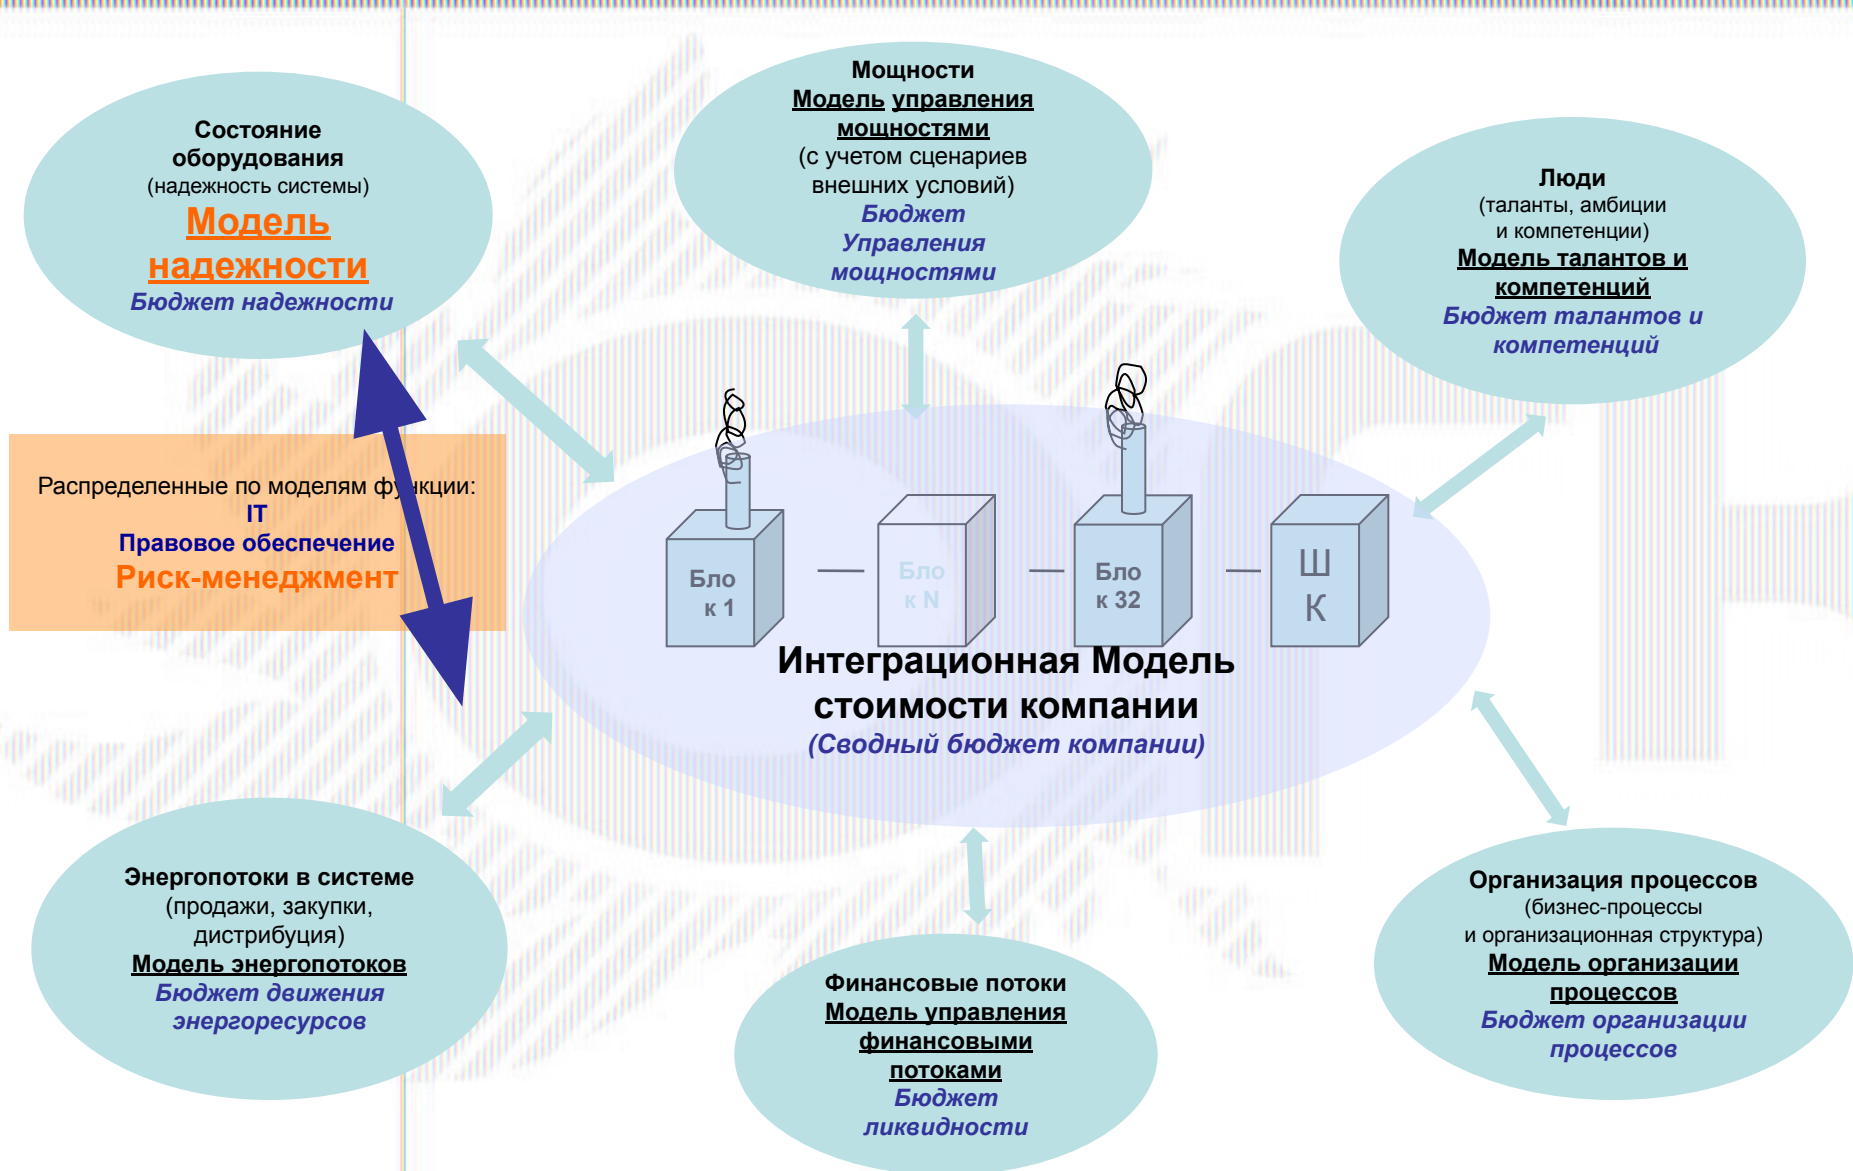 Состояние
оборудования
(надежность системы)
Модель
надежности
Бюджет надежности
Мощности
Модель управления
мощностями
(с учетом сценариев
внешних условий)
Бюджет
Управления
мощностями
Люди
(таланты, амбиции
и компетенции)
Модель талантов и
компетенций
Бюджет талантов и
компетенций
Распределенные по моделям функции:
IT
Правовое обеспечение
Риск-менеджмент
Бло
к 1
Бло
к N
Бло
к 32
Ш
К
Интеграционная Модель
стоимости компании
(Сводный бюджет компании)
Энергопотоки в системе
(продажи, закупки,
дистрибуция)
Модель энергопотоков
Бюджет движения
энергоресурсов
Финансовые потоки
Модель управления
финансовыми
потоками
Бюджет
ликвидности
Организация процессов
(бизнес-процессы
и организационная структура)
Модель организации
процессов
Бюджет организации
процессов